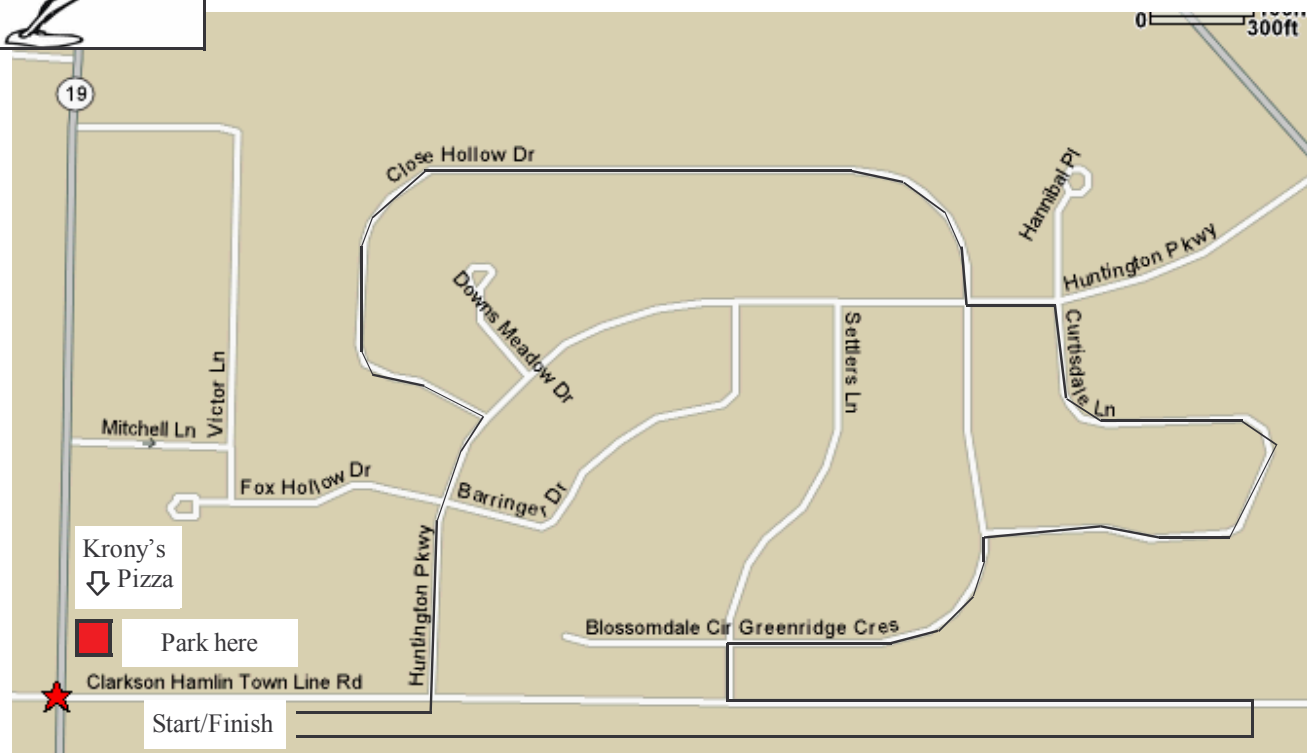 0
300ft
19
Close Hollow Dr
Hannibal Pl
Huntington Pkwy
Downs Meadow Dr
Settlers Ln
Curtisdale Ln
Victor Ln
Mitchell Ln
Fox Hollow Dr
Barringer Dr
Huntington Pkwy
Krony's
Pizza
Park here
Blossomdale Cir Greenridge Cres
Clarkson Hamlin Town Line Rd
Start/Finish